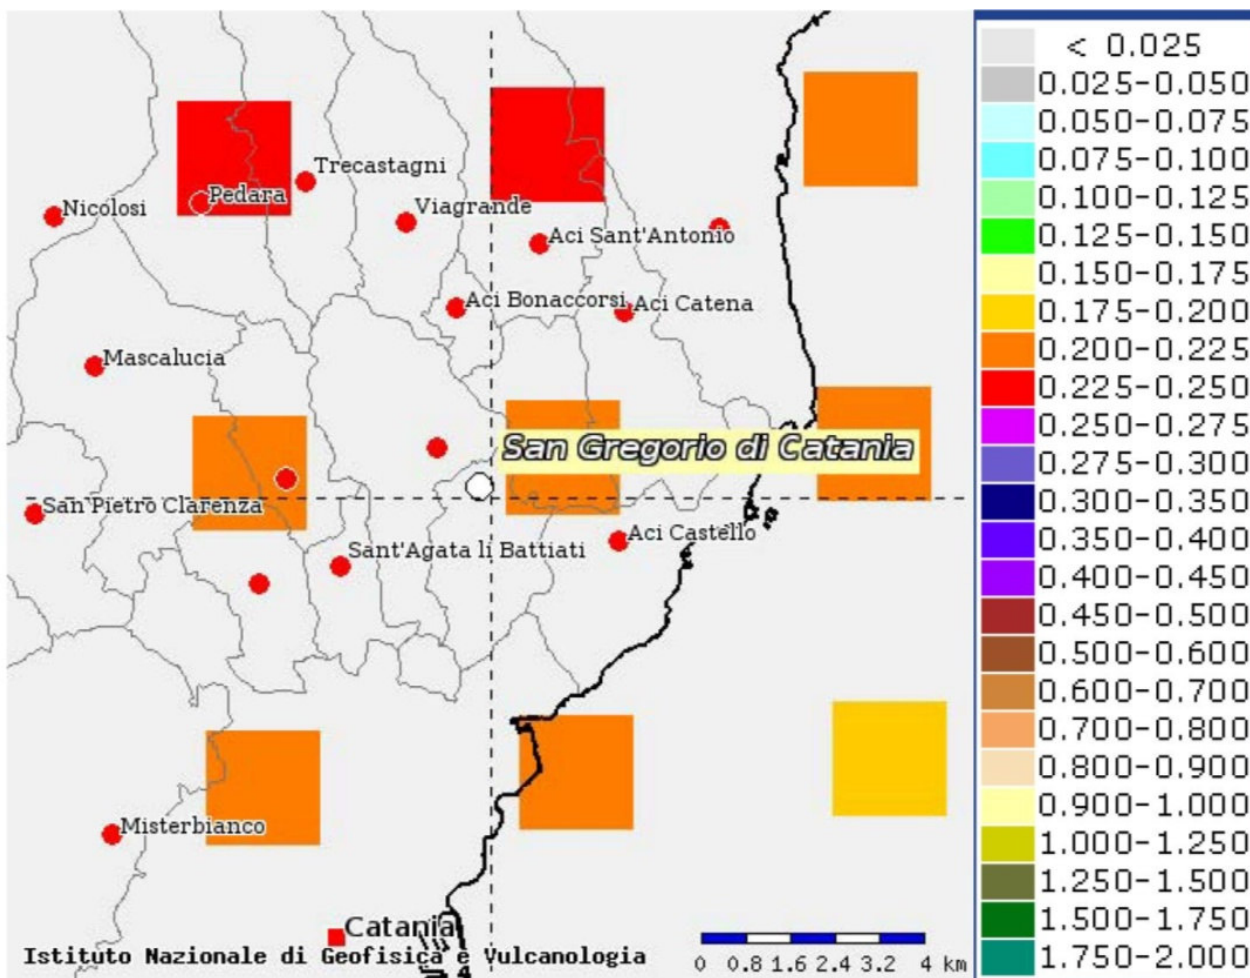 Trecastagni
Pedara
Nicolosi
Viagrande
Aci Sant'Antonio
Aci Bonaccorsi
Aci Catena
Mascalucia
San Gregorio di Catania
San Pietro Clarenza
Aci Castello
Sant'Agata li Battiati
Misterbianco
Catania
Istituto Nazionale di Geofisica e Vulcanologia
0 0.8 1.6 2.4 3.2 4 km
< 0.025
0.025-0.050
0.050-0.075
0.075-0.100
0.100-0.125
0.125-0.150
0.150-0.175
0.175-0.200
0.200-0.225
0.225-0.250
0.250-0.275
0.275-0.300
0.300-0.350
0.350-0.400
0.400-0.450
0.450-0.500
0.500-0.600
0.600-0.700
0.700-0.800
0.800-0.900
0.900-1.000
1.000-1.250
1.250-1.500
1.500-1.750
1.750-2.000